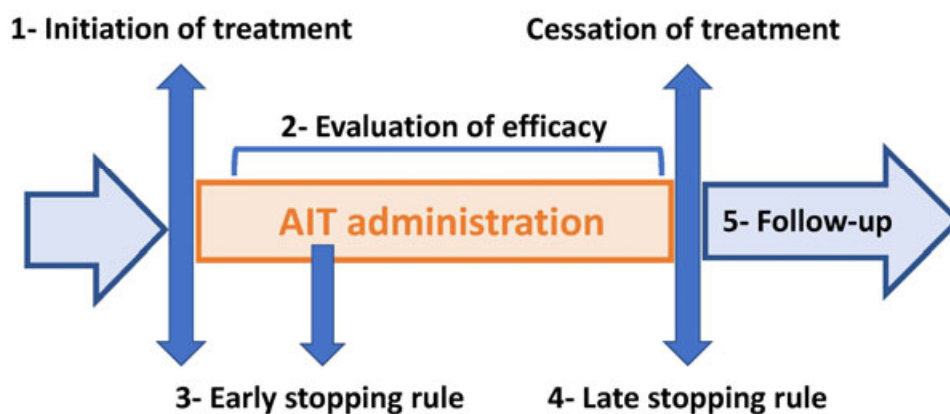 1- Initiation of treatment
Cessation of treatment
2- Evaluation of efficacy
AIT administration
5- Follow-up
3- Early stopping rule
4- Late stopping rule